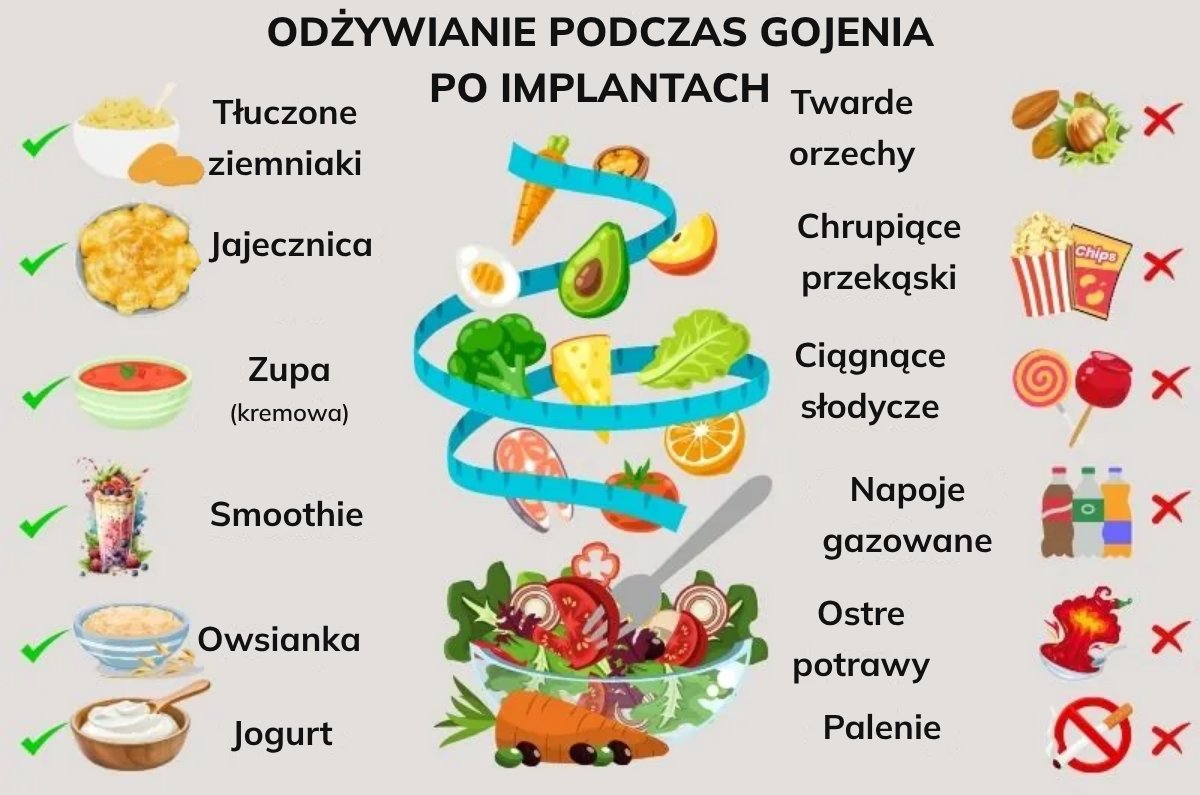 ODŻYWIANIE PODCZAS GOJENIA
PO IMPLANTACH
Tłuczone
ziemniaki
Jajecznica
Zupa
(kremowa)
Smoothie
Owsianka
Jogurt
Twarde
orzechy
Chrupiące
przekąski
Chips
Ciągnące
słodycze
Napoje
gazowane
Ostre
potrawy
Palenie